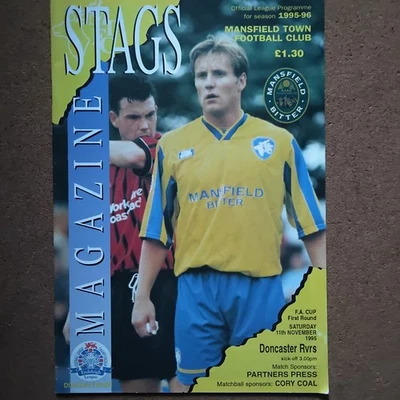 STAGS
MAGAZINE
Official League Programme
for season 1995-96
MANSFIELD TOWN
FOOTBALL CLUB
£1.30
MANSFIELD
BITTER
MANSFIELD
BITTER
F.A. CUP
First Round
SATURDAY
11th NOVEMBER
1995
Doncaster Rvrs
kick-off 3.00pm
Match Sponsors:
PARTNERS PRESS
Matchball sponsors: CORY COAL